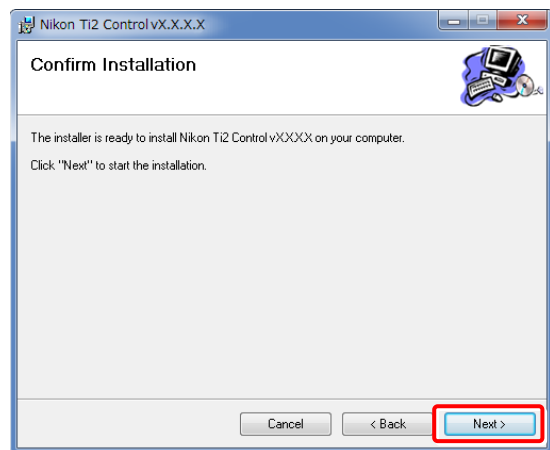 Nikon Ti2 Control vX.X.X.X
Confirm Installation
The installer is ready to install Nikon Ti2 Control vXXXX on your computer.
Click "Next" to start the installation.
Cancel
< Back
Next >